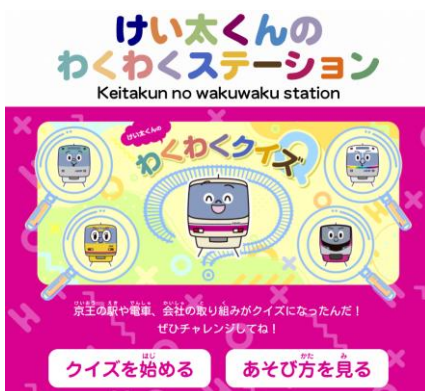 けい太くんの
わくわくステーション
Keitakun no wakuwaku station
けい太くんの
わくわくクイズ
京王の駅や電車、会社の取り組みがクイズになったんだ！
ぜひチャレンジしてね！
クイズを始める
あそび方を見る